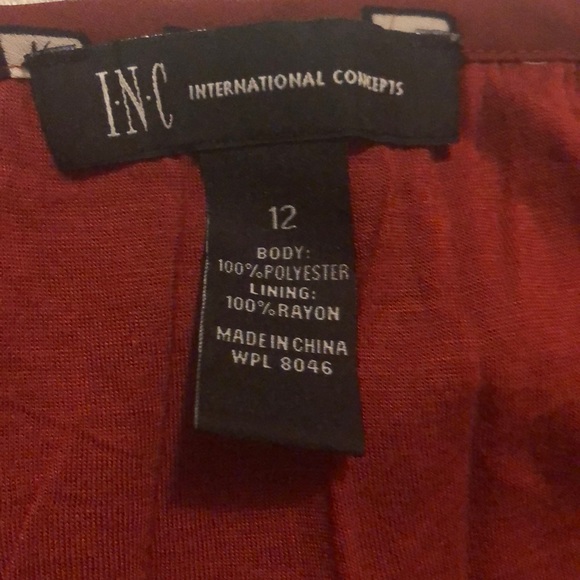 I·N·C INTERNATIONAL CONCEPTS
12
BODY:
100%POLYESTER
LINING:
100%RAYON
MADE IN CHINA
WPL 8046